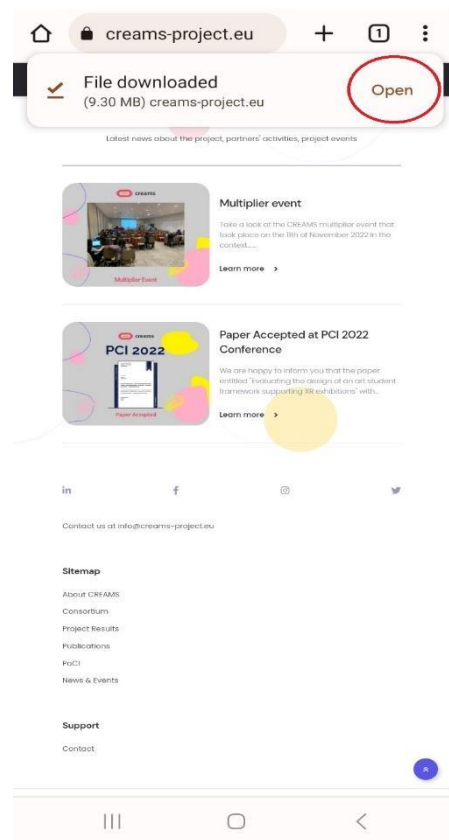 creams-project.eu
1
File downloaded
(9.30 MB) creams-project.eu
Open
Latest news about the project, partners' activities, project events
creams
Multiplier Event
Multiplier event
Take a look at the CREAMS multiplier event that
took place on the 11th of November 2022 in the
context......
Learn more >
creams
PCI 2022
Paper Accepted
Paper Accepted at PCI 2022
Conference
We are happy to inform you that the paper
entitled "Evaluating the design of an art student
framework supporting XR exhibitions" with...
Learn more >
in
f
Contact us at info@creams-project.eu
Sitemap
About CREAMS
Consortium
Project Results
Publications
PoCI
News & Events
Support
Contact